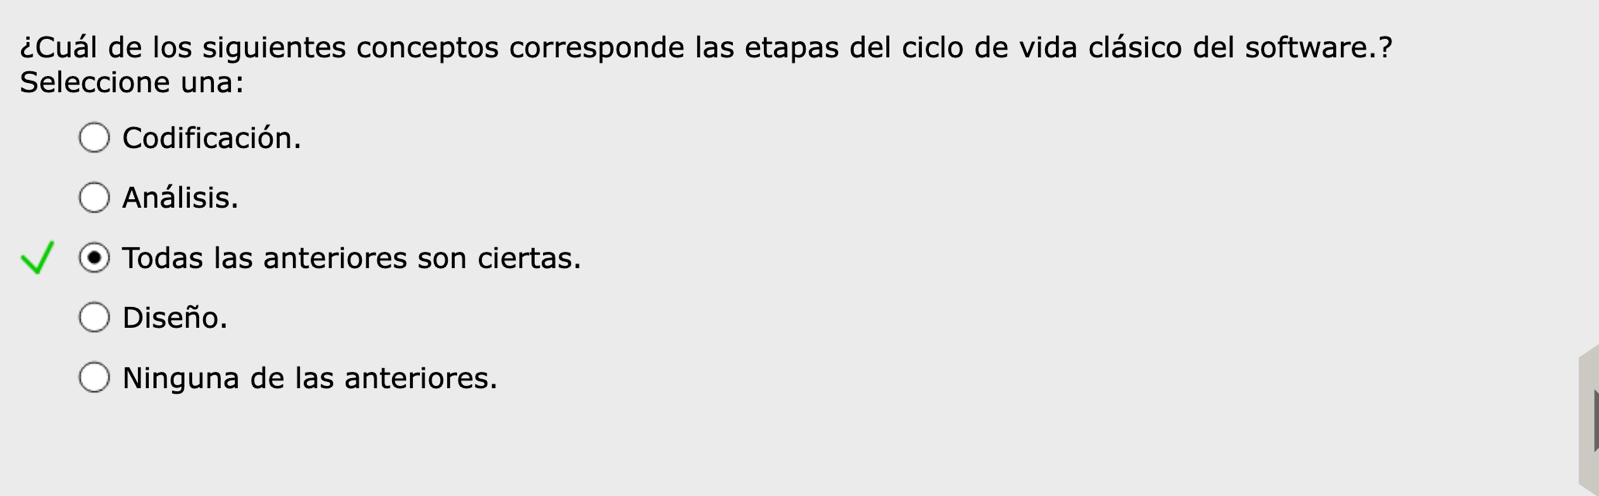 ¿Cuál de los siguientes conceptos corresponde las etapas del ciclo de vida clásico del software.?
Seleccione una:
Codificación.
Análisis.
Todas las anteriores son ciertas.
Diseño.
Ninguna de las anteriores.